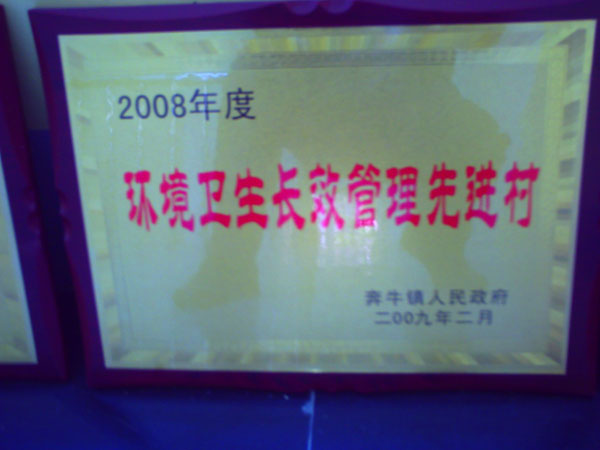 2008年度
环境卫生长效管理先进村
奔牛镇人民政府
二00九年二月